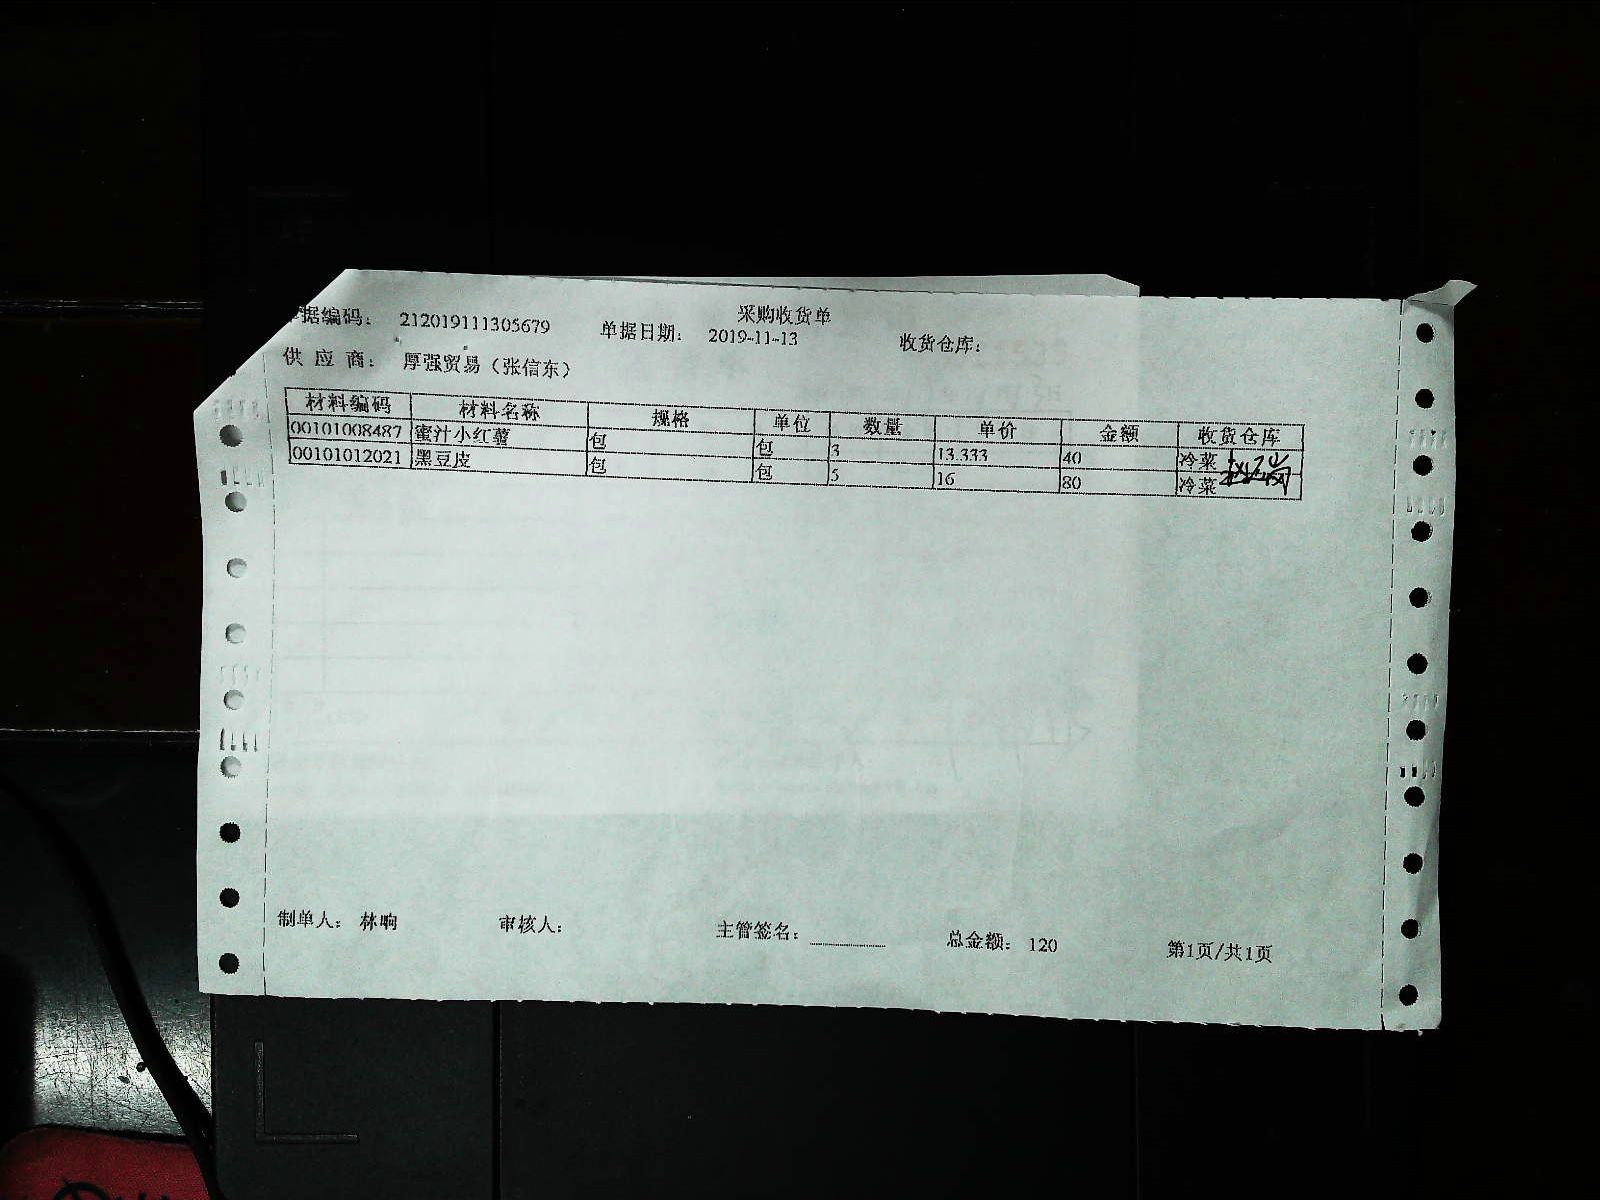 采购收货单
据编码： 212019111305679 单据日期： 2019-11-13 收货仓库：
供 应 商： 厚强贸易（张信东）
材料编码 材料名称 规格 单位 数量 单价 金额 收货仓库
00101008487 蜜汁小红薯 包 包 3 13.333 40 冷菜
00101012021 黑豆皮 包 包 5 16 80 冷菜
制单人： 林晌 审核人： 主管签名： 总金额： 120 第1页/共1页